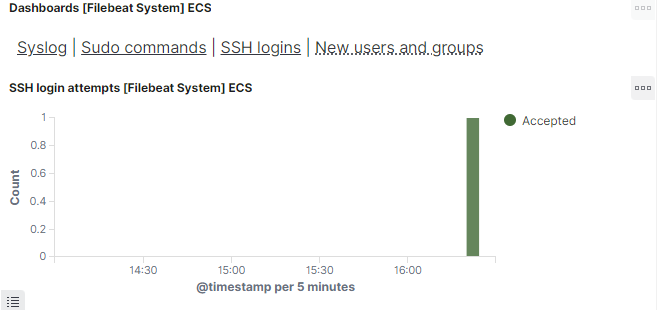 Dashboards [Filebeat System] ECS
Syslog | Sudo commands | SSH logins | New users and groups
SSH login attempts [Filebeat System] ECS
1
0.8
0.6
0.4
0.2
0
Count
14:30 15:00 15:30 16:00
@timestamp per 5 minutes
Accepted